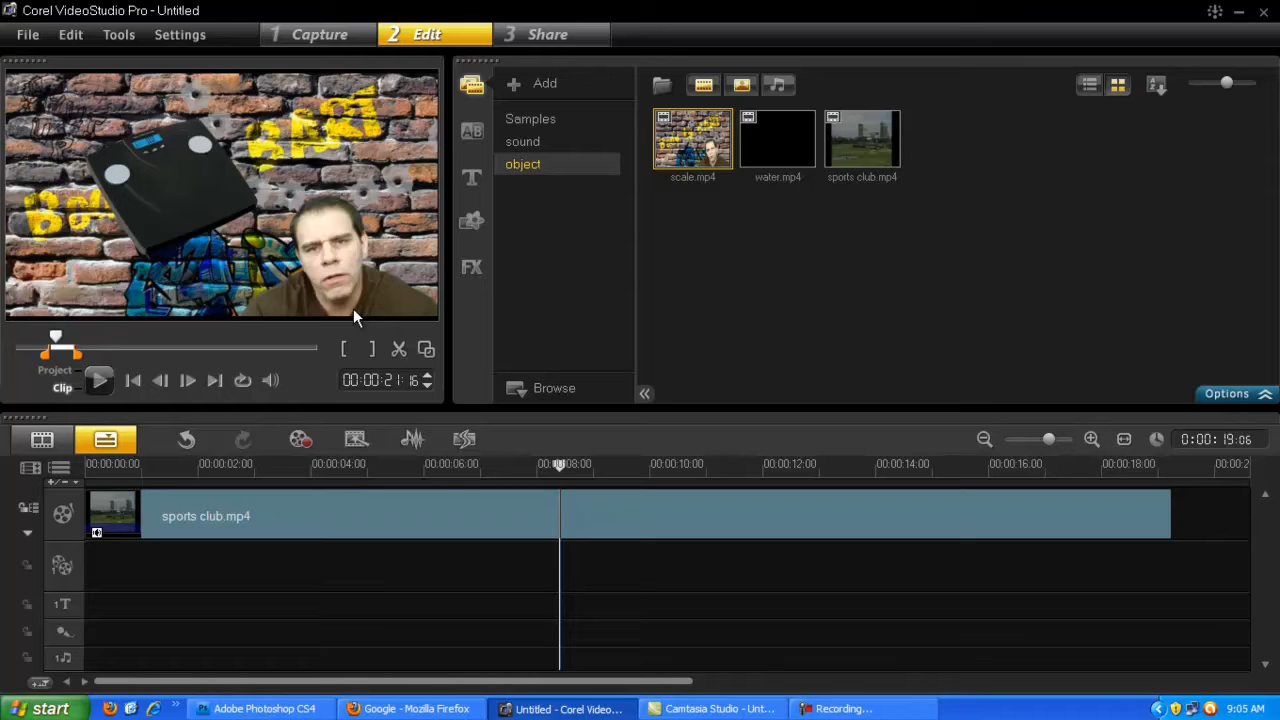 Corel VideoStudio Pro - Untitled
File Edit Tools Settings 1 Capture 2 Edit 3 Share
BAM
Add
Samples
sound
object
scale.mp4 water.mp4 sports club.mp4
Project
Clip
00:00:21:16
Browse
Options
0:00:19:06
00:00:00:00 00:00:02:00 00:00:04:00 00:00:06:00 00:00:08:00 00:00:10:00 00:00:12:00 00:00:14:00 00:00:16:00 00:00:18:00 00:00:2
sports club.mp4
start Adobe Photoshop CS4 Google - Mozilla Firefox Untitled - Corel Video... Camtasia Studio - Unt... Recording... 9:05 AM